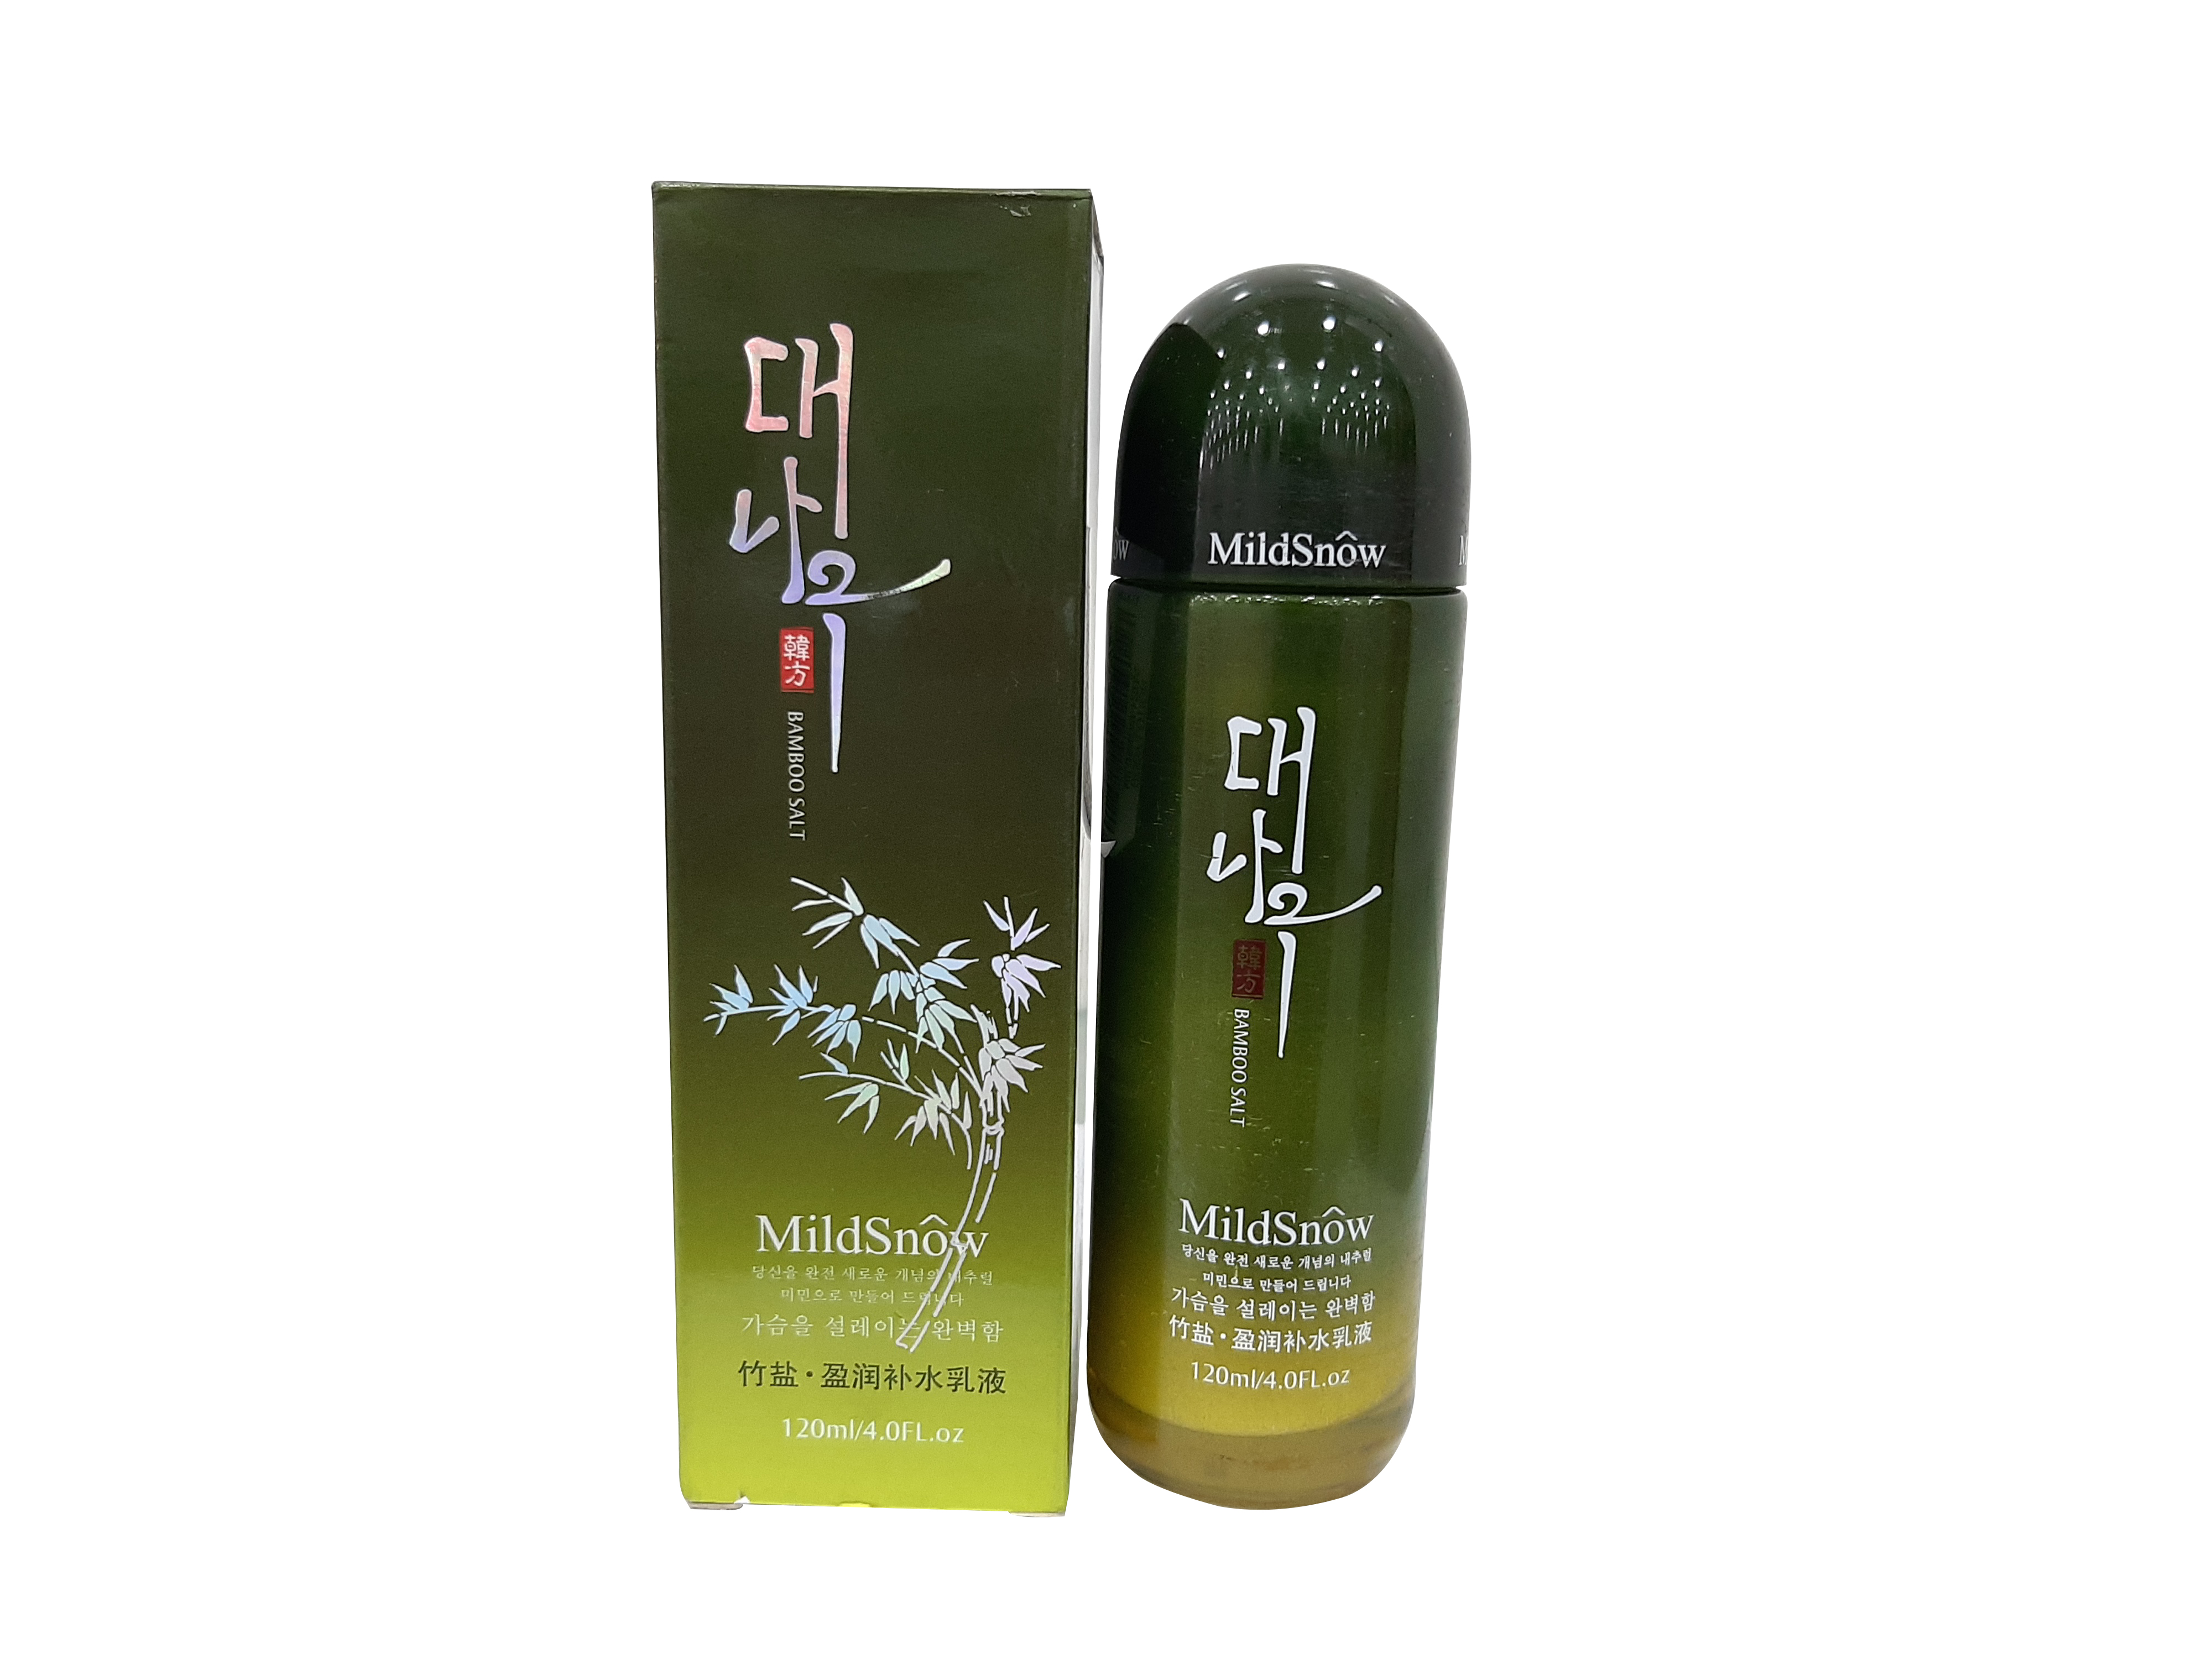 대나무
韓方
BAMBOO SALT
MildSnôw
당신을 완전 새로운 개념의 내추럴
미민으로 만들어 드립니다
가슴을 설레이는 완벽함
竹盐·盈润补水乳液
120ml/4.0FL.oz
MildSnôw
대나무
韓方
BAMBOO SALT
MildSnôw
당신을 완전 새로운 개념의 내추럴
미민으로 만들어 드립니다
가슴을 설레이는 완벽함
竹盐·盈润补水乳液
120ml/4.0FL.oz